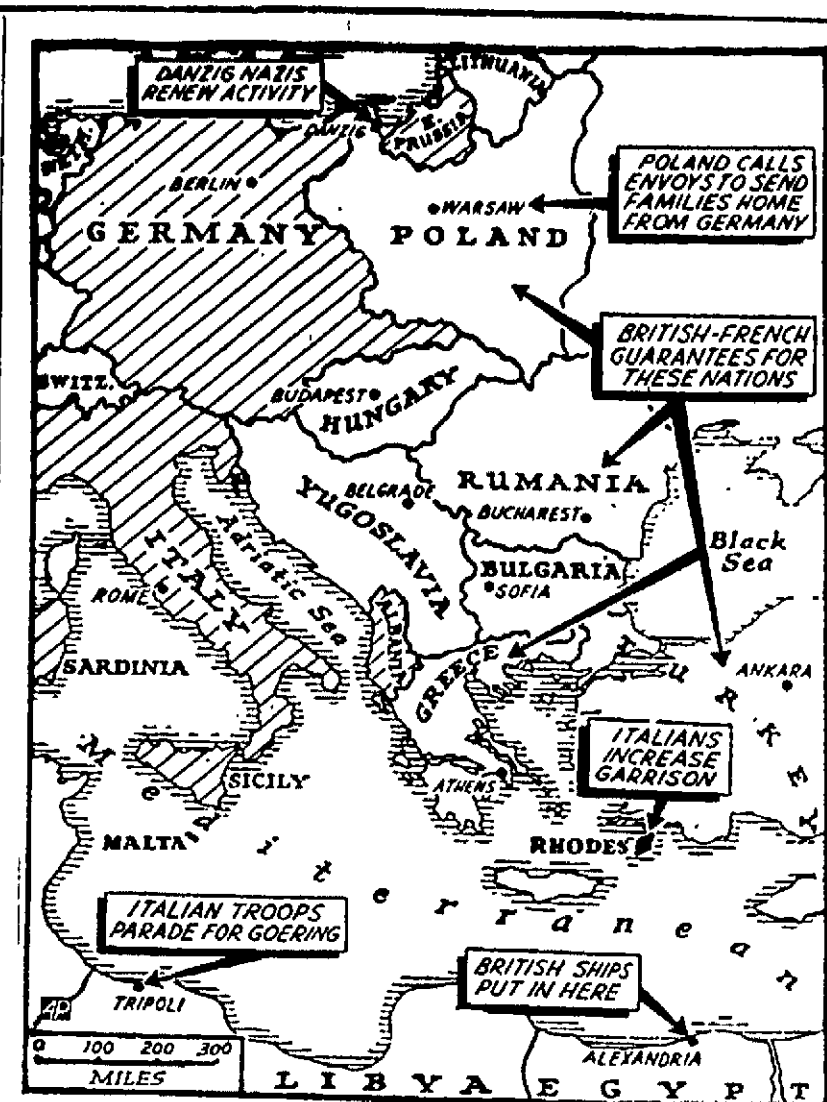 DANZIG NAZIS
RENEW ACTIVITY
LITHUANIA
NETH.
DANZIG
E.
PRUSSIA
BERLIN
GERMANY
WARSAW
POLAND
POLAND CALLS
ENVOYS TO SEND
FAMILIES HOME
FROM GERMANY
BRITISH-FRENCH
GUARANTEES FOR
THESE NATIONS
SWITZ.
BUDAPEST
HUNGARY
RUMANIA
BELGRADE
BUCHAREST
YUGOSLAVIA
Adriatic Sea
ITALY
ROME
BULGARIA
SOFIA
Black
Sea
ALBANIA
GREECE
TURKEY
ANKARA
SARDINIA
ITALIANS
INCREASE
GARRISON
SICILY
ATHENS
MALTA
RHODES
Mediterranean
ITALIAN TROOPS
PARADE FOR GOERING
BRITISH SHIPS
PUT IN HERE
AP
TRIPOLI
ALEXANDRIA
0 100 200 300
MILES
LIBYA EGYPT